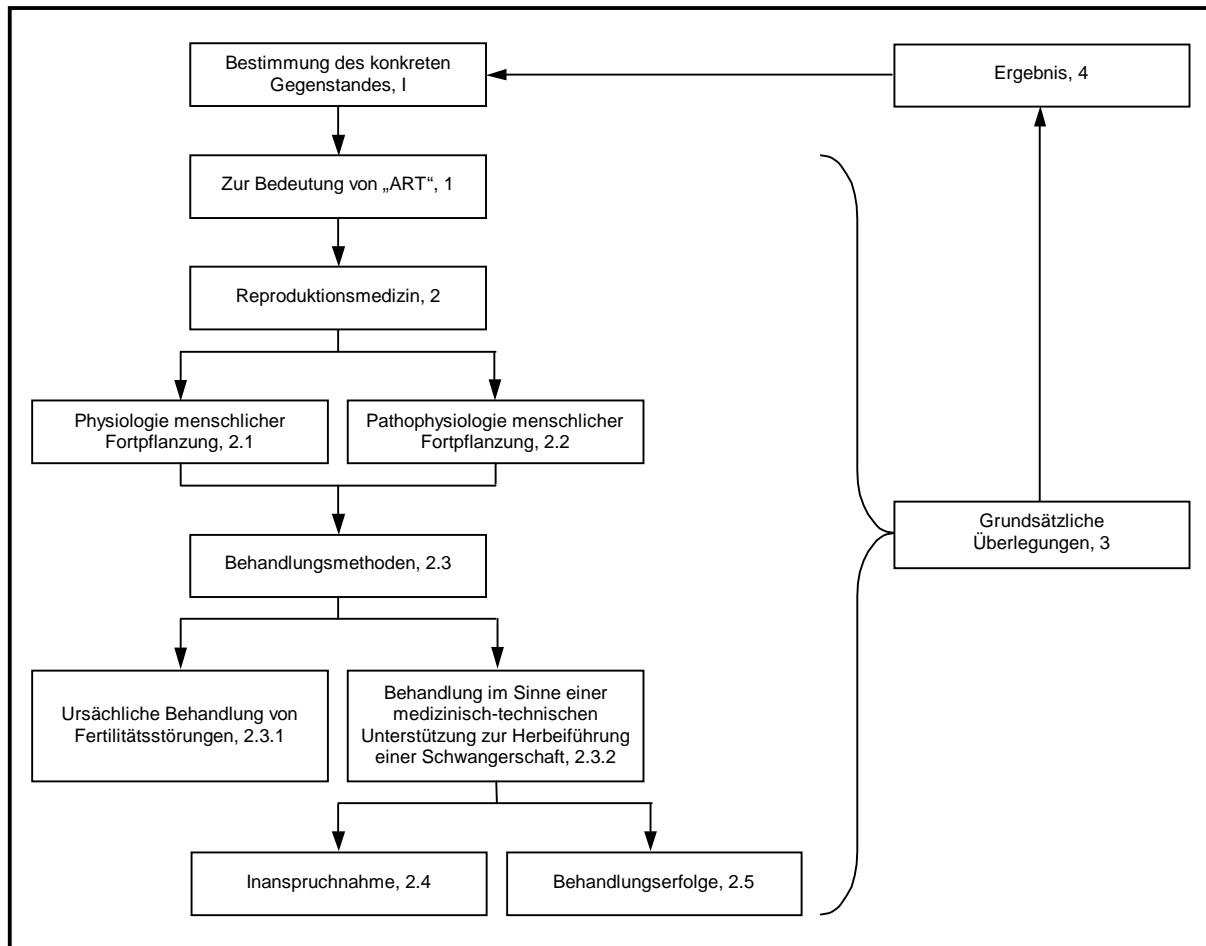 Bestimmung des konkreten
Gegenstandes, I
Ergebnis, 4
Zur Bedeutung von „ART“, 1
Reproduktionsmedizin, 2
Physiologie menschlicher
Fortpflanzung, 2.1
Pathophysiologie menschlicher
Fortpflanzung, 2.2
Grundsätzliche
Überlegungen, 3
Behandlungsmethoden, 2.3
Ursächliche Behandlung von
Fertilitätsstörungen, 2.3.1
Behandlung im Sinne einer
medizinisch-technischen
Unterstützung zur Herbeiführung
einer Schwangerschaft, 2.3.2
Inanspruchnahme, 2.4
Behandlungserfolge, 2.5